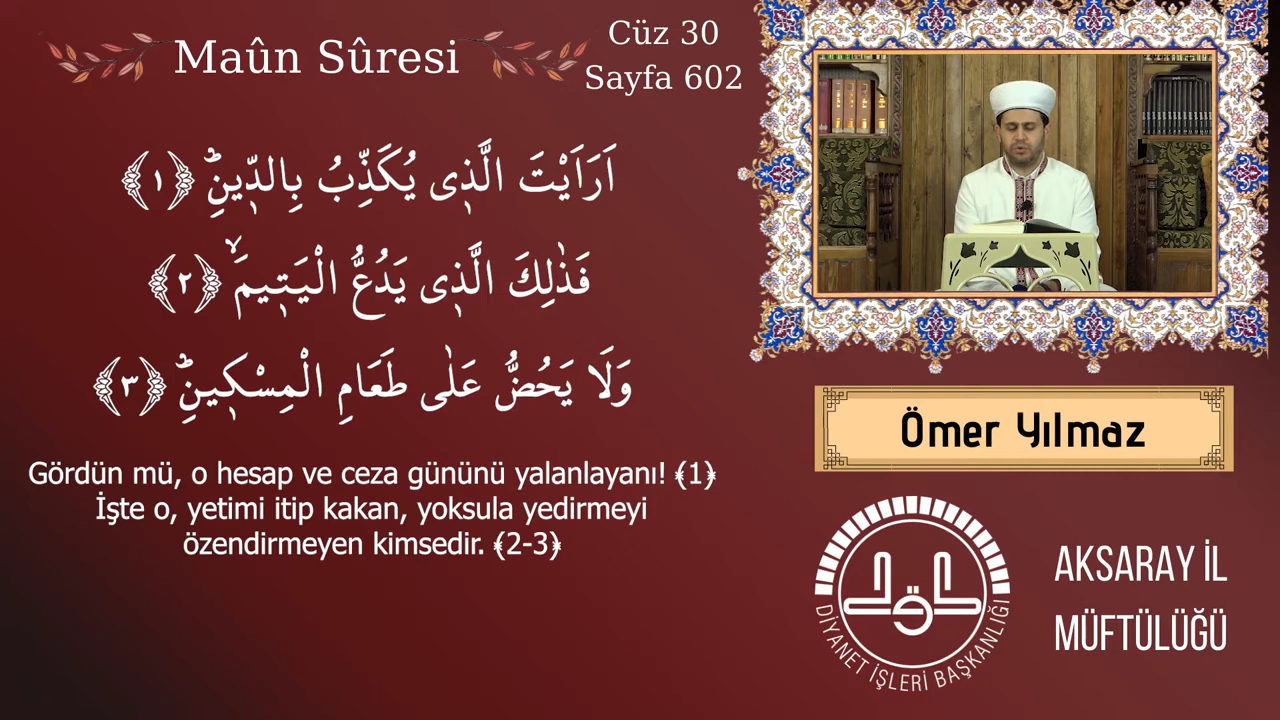 Maûn Sûresi
Cüz 30
Sayfa 602
اَرَاَيْتَ الَّذ۪ى يُكَذِّبُ بِالدّ۪ينِۜ ﴿١﴾
فَذٰلِكَ الَّذ۪ى يَدُعُّ الْيَت۪يمَۙ ﴿٢﴾
وَلَا يَحُضُّ عَلٰى طَعَامِ الْمِسْك۪ينِۜ ﴿٣﴾
Gördün mü, o hesap ve ceza gününü yalanlayanı! ﴾1﴿
İşte o, yetimi itip kakan, yoksula yedirmeyi
özendirmeyen kimsedir. ﴾2-3﴿
Ömer Yılmaz
DİYANET İŞLERİ BAŞKANLIĞI
AKSARAY İL
MÜFTÜLÜĞÜ